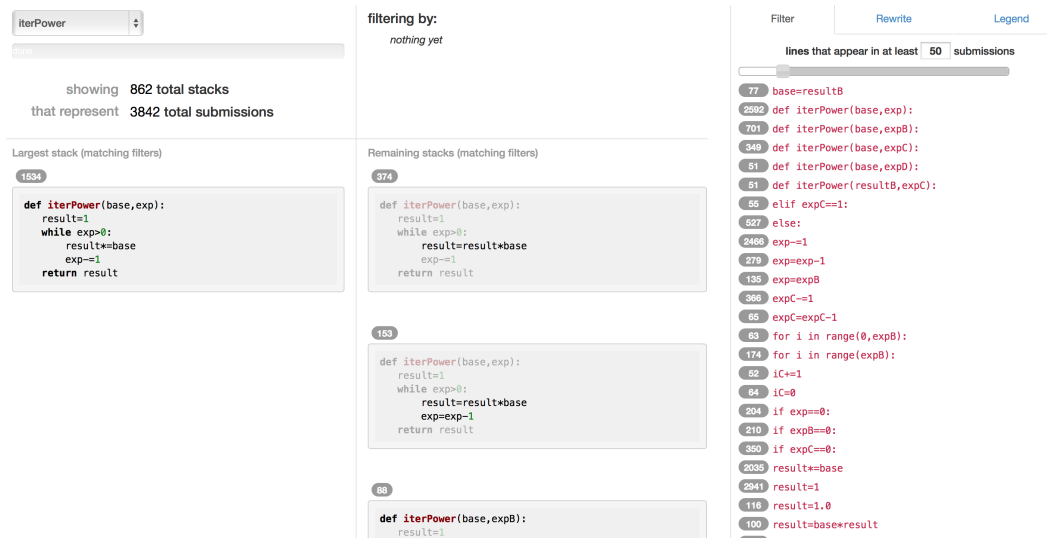 iterPower
done
showing 862 total stacks
that represent 3842 total submissions
filtering by:
nothing yet
Largest stack (matching filters)
1534
def iterPower(base,exp):
result=1
while exp>0:
result*=base
exp-=1
return result
Remaining stacks (matching filters)
374
def iterPower(base,exp):
result=1
while exp>0:
result=result*base
exp-=1
return result
153
def iterPower(base,exp):
result=1
while exp>0:
result=result*base
exp=exp-1
return result
88
def iterPower(base,expB):
result=1
Filter Rewrite Legend
lines that appear in at least 50 submissions
77 base=resultB
2592 def iterPower(base,exp):
701 def iterPower(base,expB):
349 def iterPower(base,expC):
51 def iterPower(base,expD):
51 def iterPower(resultB,expC):
55 elif expC==1:
527 else:
2466 exp-=1
279 exp=exp-1
135 exp=expB
366 expC-=1
65 expC=expC-1
63 for i in range(0,expB):
174 for i in range(expB):
52 iC+=1
64 iC=0
204 if exp==0:
210 if expB==0:
350 if expC==0:
2035 result*=base
2941 result=1
116 result=1.0
100 result=base*result